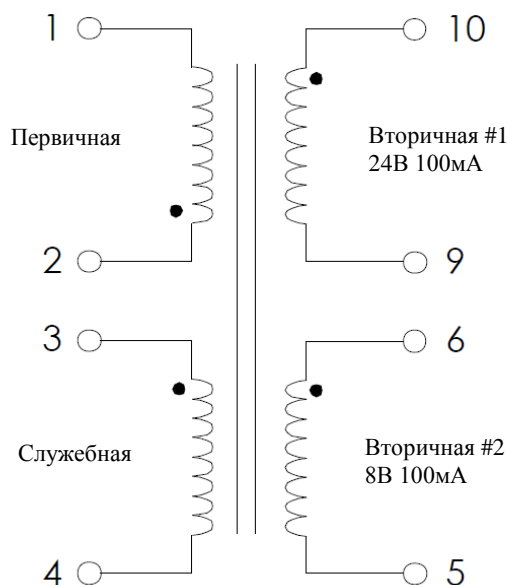 1
10
Первичная
Вторичная #1
24В 100мА
2
9
3
6
Служебная
Вторичная #2
8В 100мА
4
5